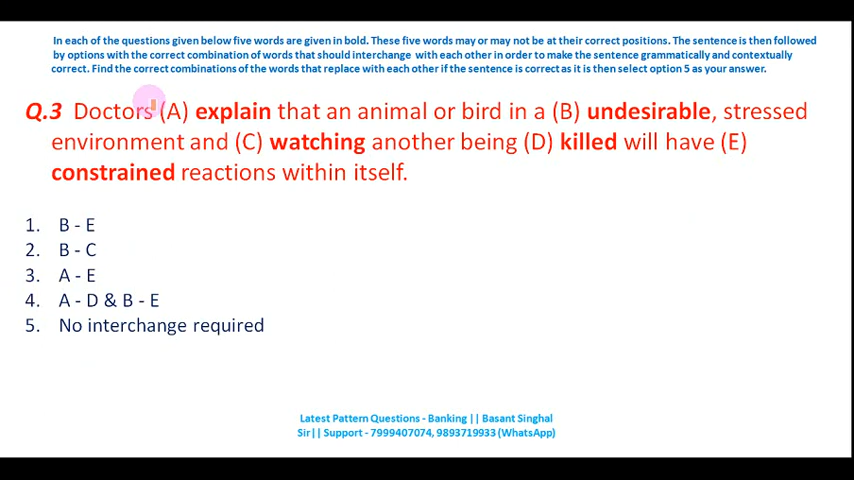 In each of the questions given below five words are given in bold. These five words may or may not be at their correct positions. The sentence is then followed
by options with the correct combination of words that should interchange with each other in order to make the sentence grammatically and contextually
correct. Find the correct combinations of the words that replace with each other if the sentence is correct as it is then select option 5 as your answer.
Q.3 Doctors (A) explain that an animal or bird in a (B) undesirable, stressed
environment and (C) watching another being (D) killed will have (E)
constrained reactions within itself.
1. B - E
2. B - C
3. A - E
4. A - D & B - E
5. No interchange required
Latest Pattern Questions - Banking || Basant Singhal
Sir|| Support - 7999407074, 9893719933 (WhatsApp)